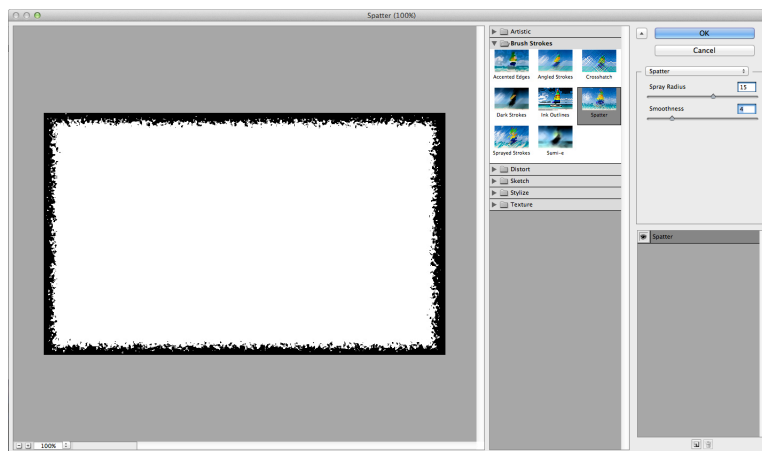 Spatter (100%)
Artistic
Brush Strokes
Accented Edges
Angled Strokes
Crosshatch
Dark Strokes
Ink Outlines
Spatter
Sprayed Strokes
Sumi-e
Distort
Sketch
Stylize
Texture
OK
Cancel
Spatter
Spray Radius 15
Smoothness 4
Spatter
100%